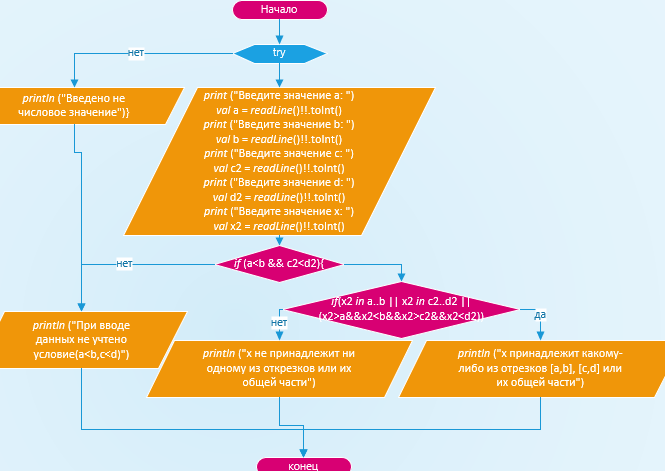 Начало
нет
try
println ("Введено не
числовое значение")}
print ("Введите значение a: ")
val a = readLine()!!.toInt()
print ("Введите значение b: ")
val b = readLine()!!.toInt()
print ("Введите значение c: ")
val c2 = readLine()!!.toInt()
print ("Введите значение d: ")
val d2 = readLine()!!.toInt()
print ("Введите значение x: ")
val x2 = readLine()!!.toInt()
нет
if (a<b && c2<d2){
if(x2 in a..b || x2 in c2..d2 ||
(x2>a&&x2<b&&x2>c2&&x2<d2))
нет
да
println ("При вводе
данных не учтено
условие(a<b,c<d)")
println ("x не принадлежит ни
одному из открезков или их
общей части")
println ("x принадлежит какому-
либо из отрезков [a,b], [c,d] или
их общей части")
конец